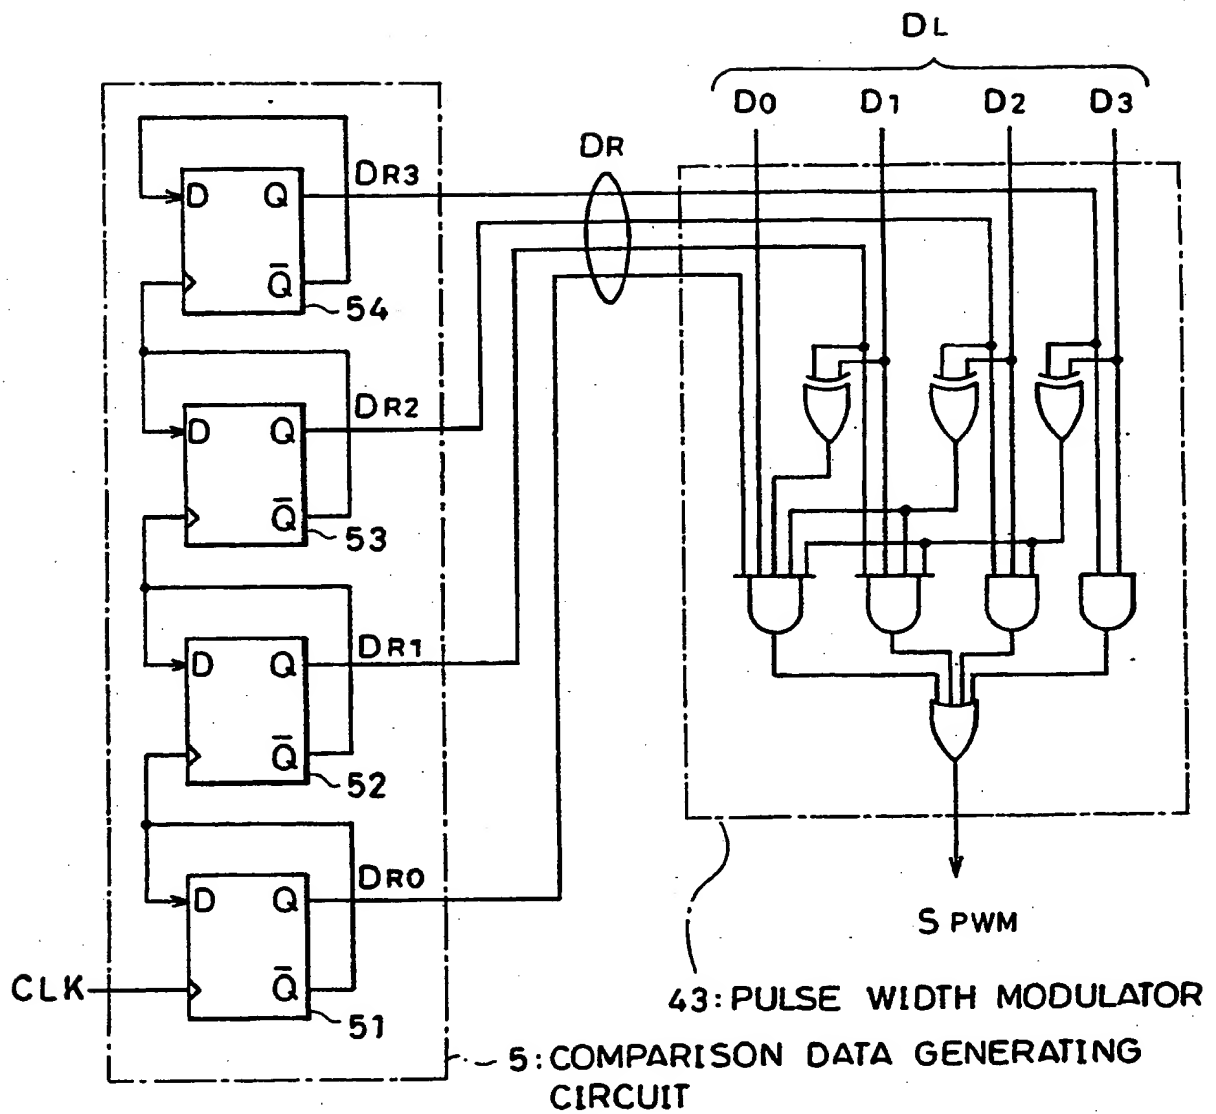 DL
D0 D1 D2 D3
DR
DR3
D Q
Q̅
54
DR2
D Q
Q̅
53
DR1
D Q
Q̅
52
DR0
D Q
CLK
Q̅
51
S PWM
43: PULSE WIDTH MODULATOR
5: COMPARISON DATA GENERATING
CIRCUIT